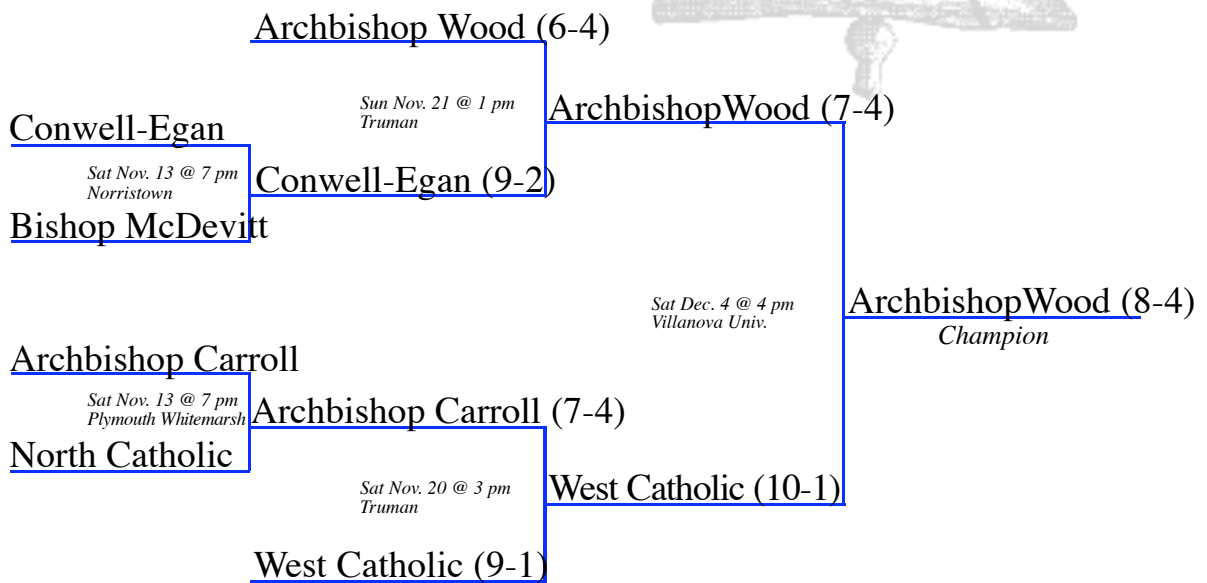 Archbishop Wood (6-4)
Sun Nov. 21 @ 1 pm
Truman
ArchbishopWood (7-4)
Conwell-Egan
Sat Nov. 13 @ 7 pm
Norristown
Conwell-Egan (9-2)
Bishop McDevitt
Sat Dec. 4 @ 4 pm
Villanova Univ.
ArchbishopWood (8-4)
Champion
Archbishop Carroll
Sat Nov. 13 @ 7 pm
Plymouth Whitemarsh
Archbishop Carroll (7-4)
North Catholic
Sat Nov. 20 @ 3 pm
Truman
West Catholic (10-1)
West Catholic (9-1)